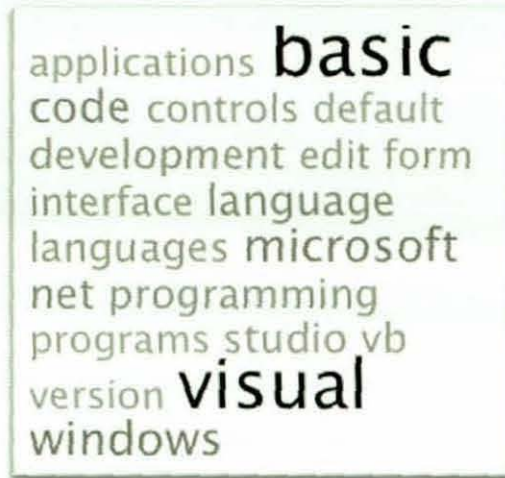 applications basic
code controls default
development edit form
interface language
languages microsoft
net programming
programs studio vb
version visual
windows